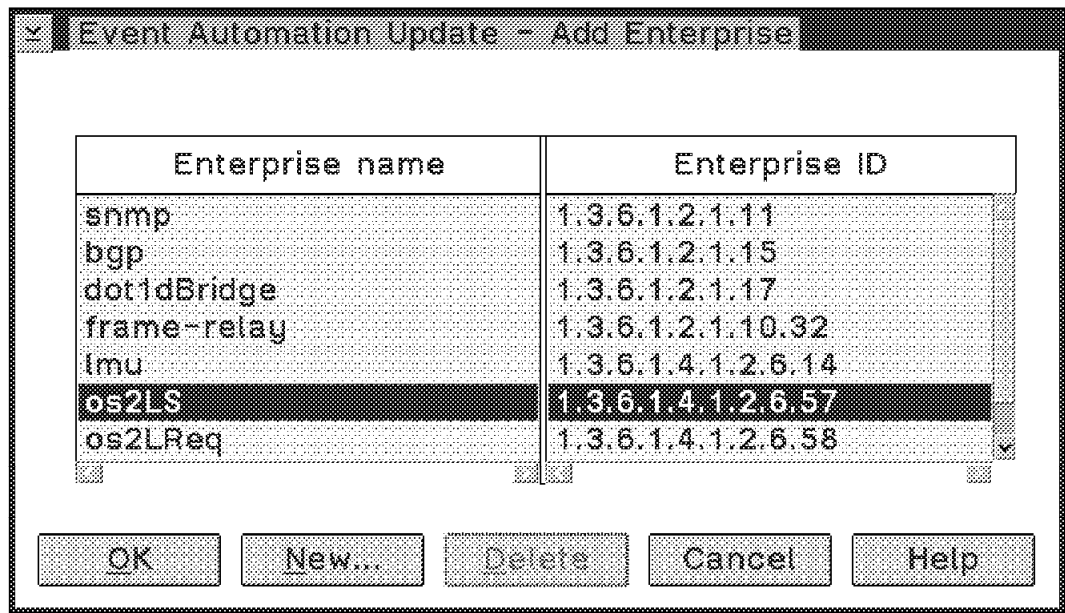 Event Automation Update - Add Enterprise
Enterprise name Enterprise ID
snmp 1.3.6.1.2.1.11
bgp 1.3.6.1.2.1.15
dot1dBridge 1.3.6.1.2.1.17
frame-relay 1.3.6.1.2.1.10.32
lmu 1.3.6.1.4.1.2.6.14
os2LS 1.3.6.1.4.1.2.6.57
os2LReq 1.3.6.1.4.1.2.6.58
OK New... Delete Cancel Help